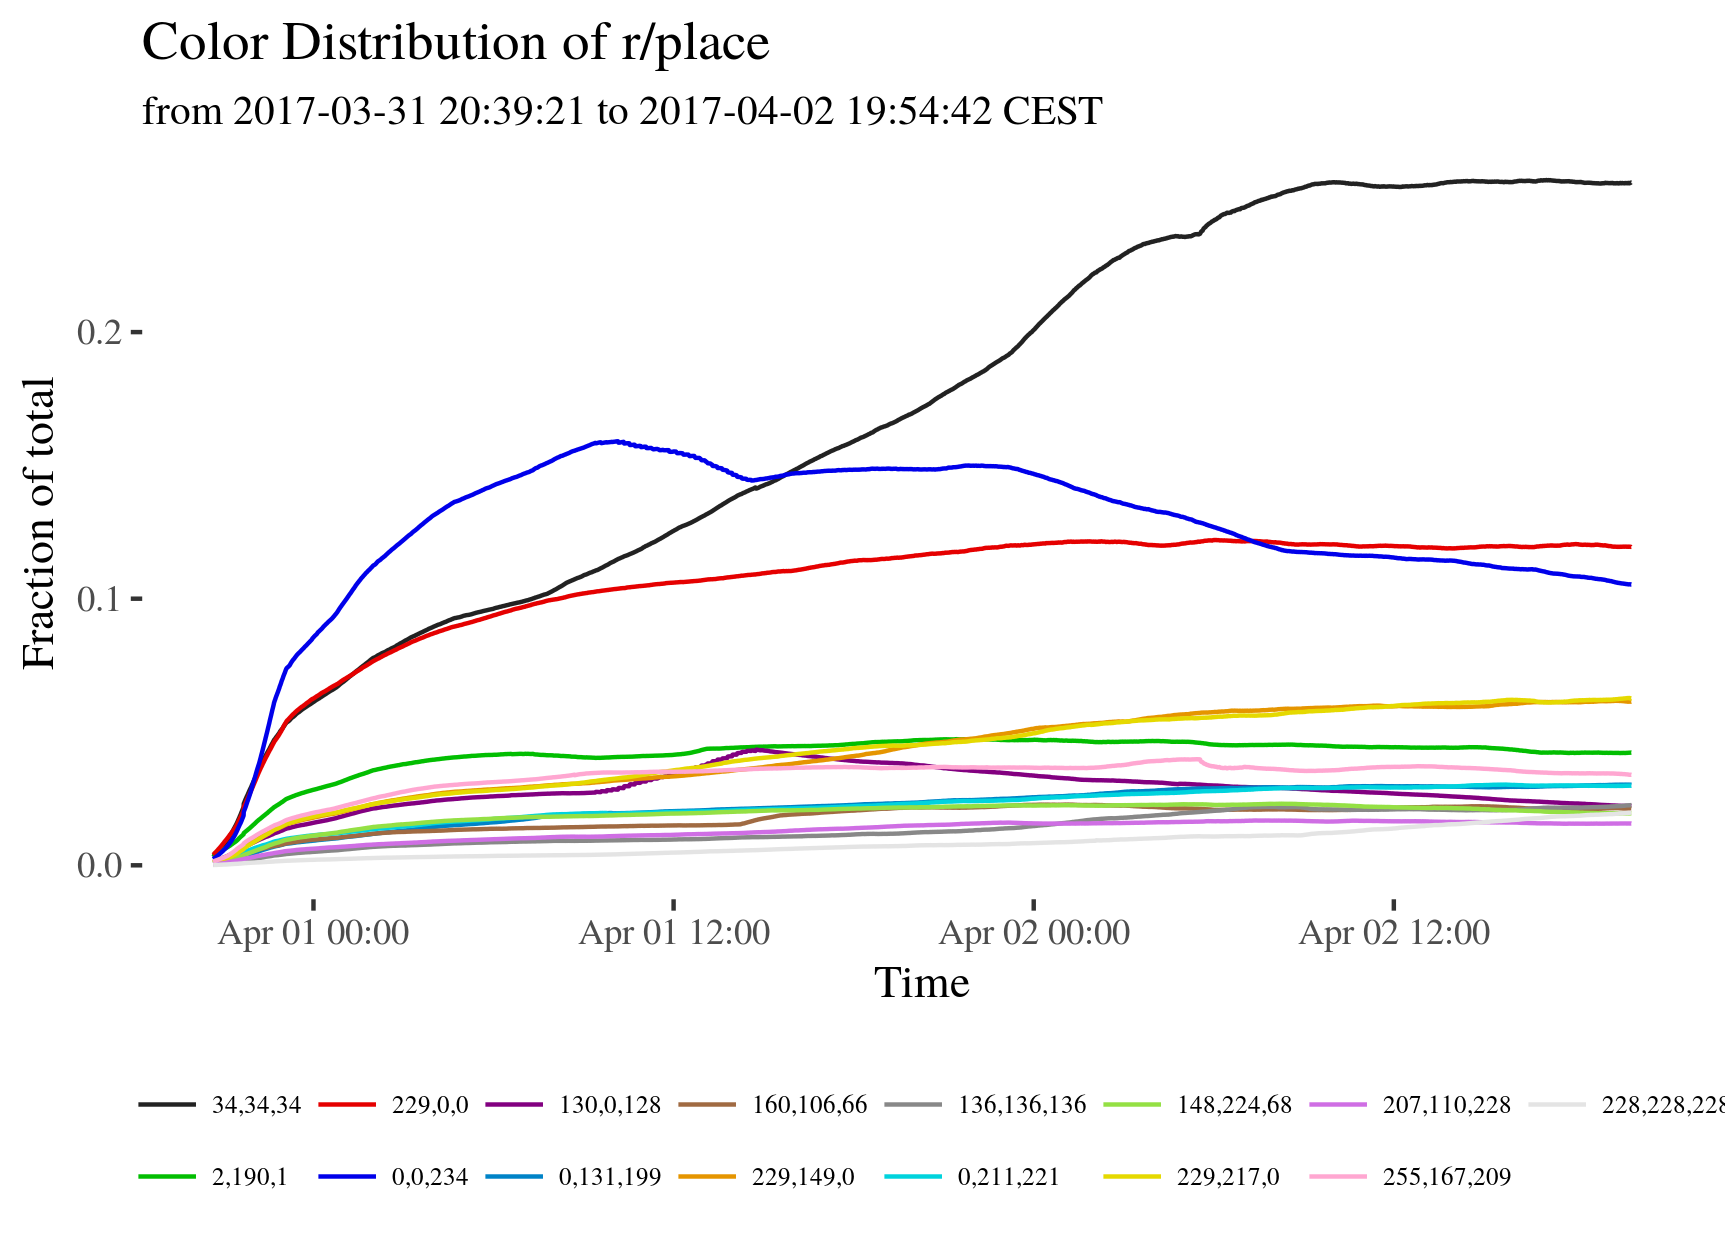 Color Distribution of r/place
from 2017-03-31 20:39:21 to 2017-04-02 19:54:42 CEST
Fraction of total
0.2
0.1
0.0
Apr 01 00:00 Apr 01 12:00 Apr 02 00:00 Apr 02 12:00
Time
34,34,34 229,0,0 130,0,128 160,106,66 136,136,136 148,224,68 207,110,228 228,228,228
2,190,1 0,0,234 0,131,199 229,149,0 0,211,221 229,217,0 255,167,209